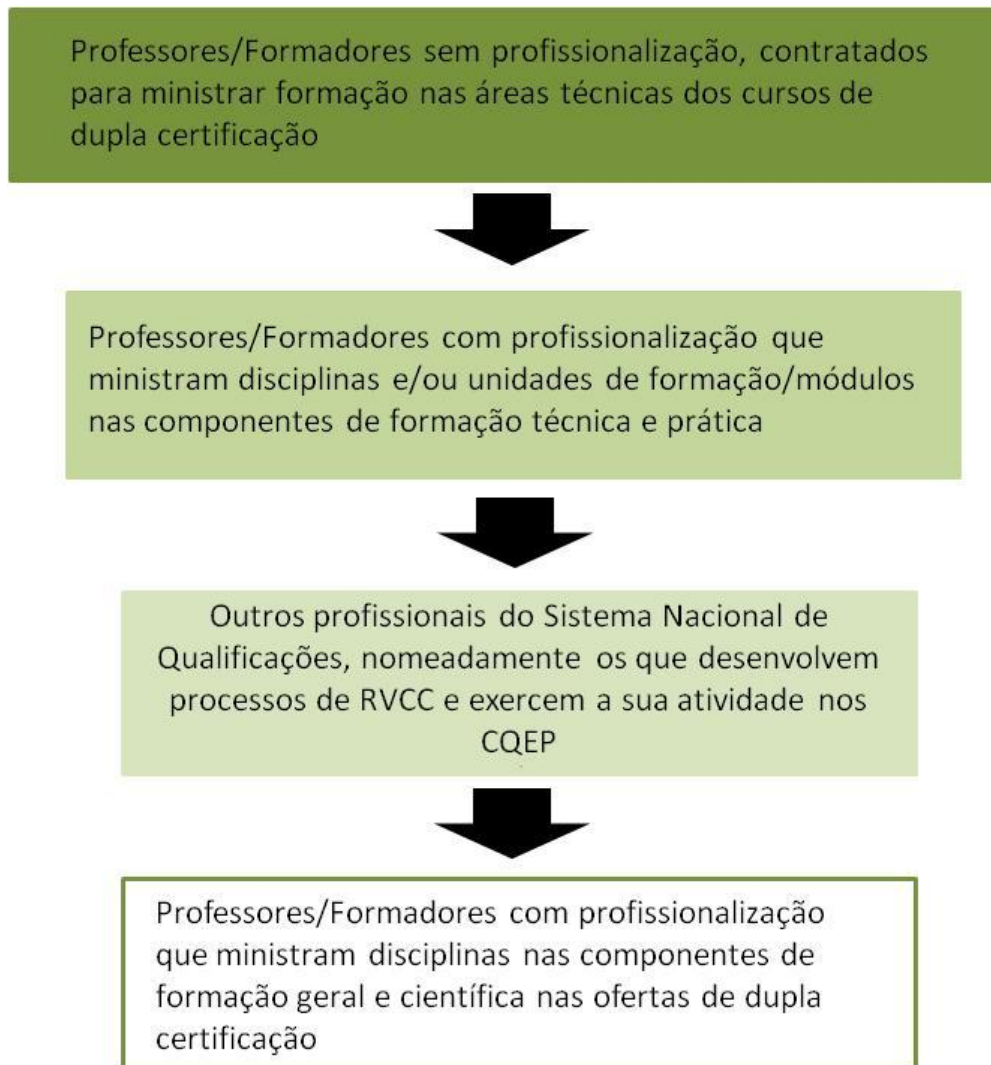 Professores/Formadores sem profissionalização, contratados
para ministrar formação nas áreas técnicas dos cursos de
dupla certificação
Professores/Formadores com profissionalização que
ministram disciplinas e/ou unidades de formação/módulos
nas componentes de formação técnica e prática
Outros profissionais do Sistema Nacional de
Qualificações, nomeadamente os que desenvolvem
processos de RVCC e exercem a sua atividade nos
CQEP
Professores/Formadores com profissionalização
que ministram disciplinas nas componentes de
formação geral e científica nas ofertas de dupla
certificação